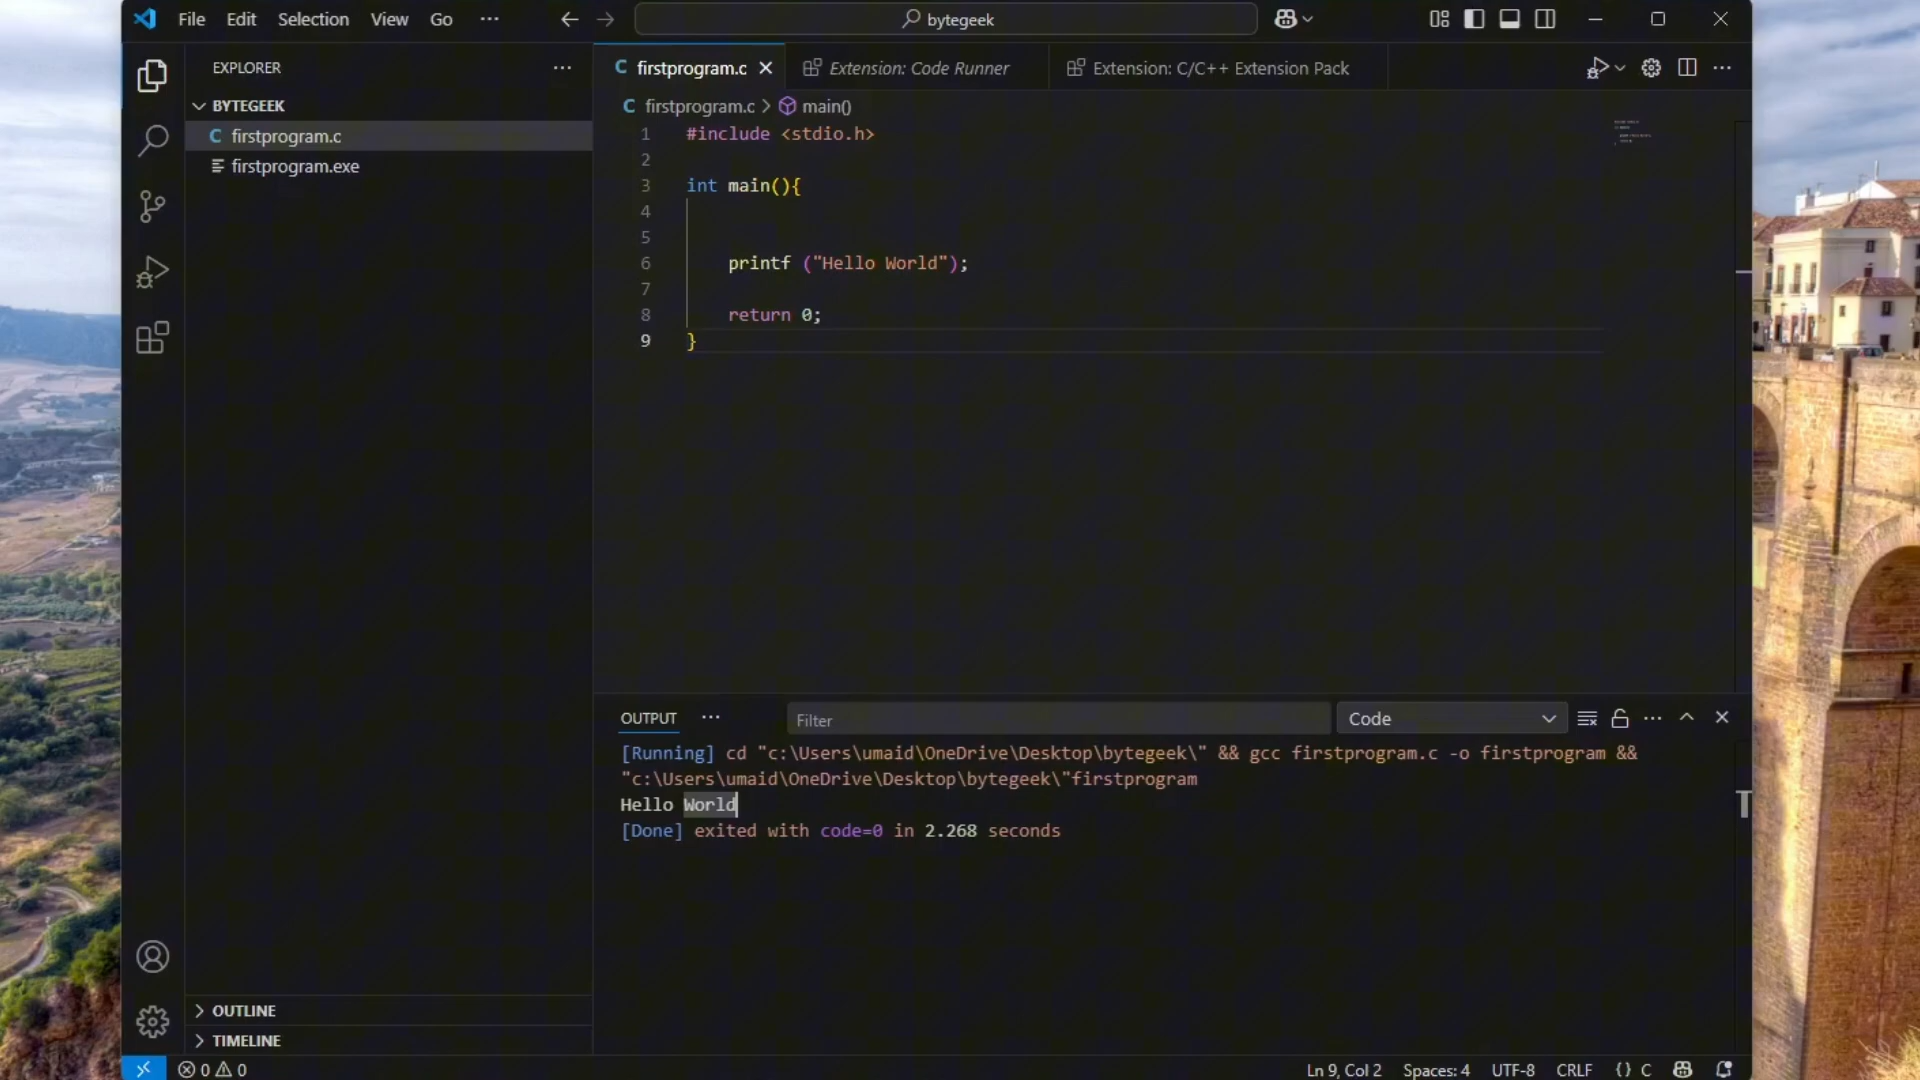 File Edit Selection View Go ···
bytegeek
EXPLORER
BYTEGEEK
firstprogram.c
firstprogram.exe
OUTLINE
TIMELINE
firstprogram.c Extension: Code Runner Extension: C/C++ Extension Pack
firstprogram.c > main()
1 #include <stdio.h>
2
3 int main(){
4
5
6 printf ("Hello World");
7
8 return 0;
9 }
OUTPUT ··· Filter Code
[Running] cd "c:\Users\umaid\OneDrive\Desktop\bytegeek\" && gcc firstprogram.c -o firstprogram &&
"c:\Users\umaid\OneDrive\Desktop\bytegeek\"firstprogram
Hello World
[Done] exited with code=0 in 2.268 seconds
0 0 Ln 9, Col 2 Spaces: 4 UTF-8 CRLF {} C